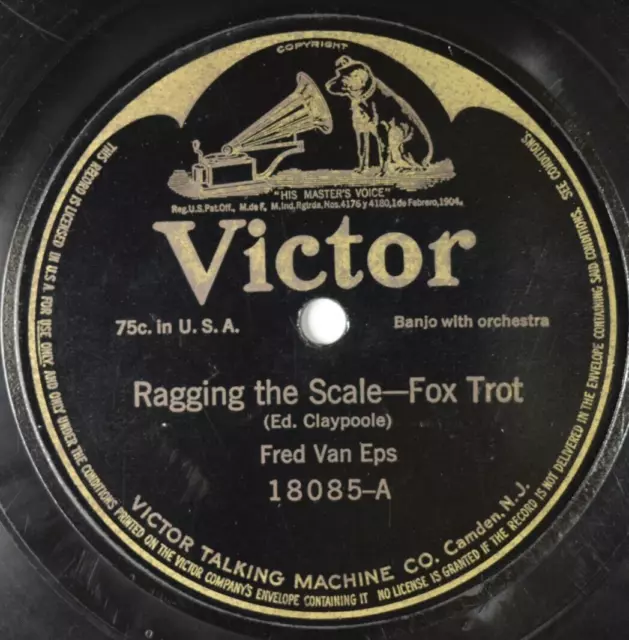 COPYRIGHT
"HIS MASTER'S VOICE"
Reg.U.S.Pat.Off., M.de F., M.Ind,Rgtrda.Nos.4176 y 4180,1 de Febrero,1904.
Victor
75c. in U. S. A.
Banjo with orchestra
Ragging the Scale—Fox Trot
(Ed. Claypoole)
Fred Van Eps
18085-A
VICTOR TALKING MACHINE CO. Camden, N.J.
THIS RECORD IS LICENSED IN U.S.A. FOR USE ONLY, AND ONLY UNDER THE CONDITIONS PRINTED ON THE VICTOR COMPANY'S ENVELOPE CONTAINING IT NO LICENSE IS GRANTED IF THE RECORD IS NOT DELIVERED IN THE ENVELOPE CONTAINING SAID CONDITIONS, SEE CONDITIONS.